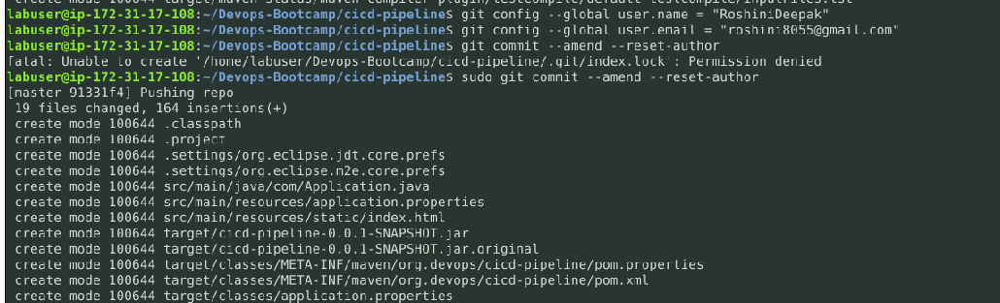 create mode 100644 target/maven-status/maven-compiler-plugin/testCompile/default-testCompile/inputFiles.lst
labuser@ip-172-31-17-108:~/Devops-Bootcamp/cicd-pipeline$ git config --global user.name = "RoshiniDeepak"
labuser@ip-172-31-17-108:~/Devops-Bootcamp/cicd-pipeline$ git config --global user.email = "roshini8055@gmail.com"
labuser@ip-172-31-17-108:~/Devops-Bootcamp/cicd-pipeline$ git commit --amend --reset-author
fatal: Unable to create '/home/labuser/Devops-Bootcamp/cicd-pipeline/.git/index.lock': Permission denied
labuser@ip-172-31-17-108:~/Devops-Bootcamp/cicd-pipeline$ sudo git commit --amend --reset-author
[master 91331f4] Pushing repo
19 files changed, 164 insertions(+)
create mode 100644 .classpath
create mode 100644 .project
create mode 100644 .settings/org.eclipse.jdt.core.prefs
create mode 100644 .settings/org.eclipse.m2e.core.prefs
create mode 100644 src/main/java/com/Application.java
create mode 100644 src/main/resources/application.properties
create mode 100644 src/main/resources/static/index.html
create mode 100644 target/cicd-pipeline-0.0.1-SNAPSHOT.jar
create mode 100644 target/cicd-pipeline-0.0.1-SNAPSHOT.jar.original
create mode 100644 target/classes/META-INF/maven/org.devops/cicd-pipeline/pom.properties
create mode 100644 target/classes/META-INF/maven/org.devops/cicd-pipeline/pom.xml
create mode 100644 target/classes/application.properties